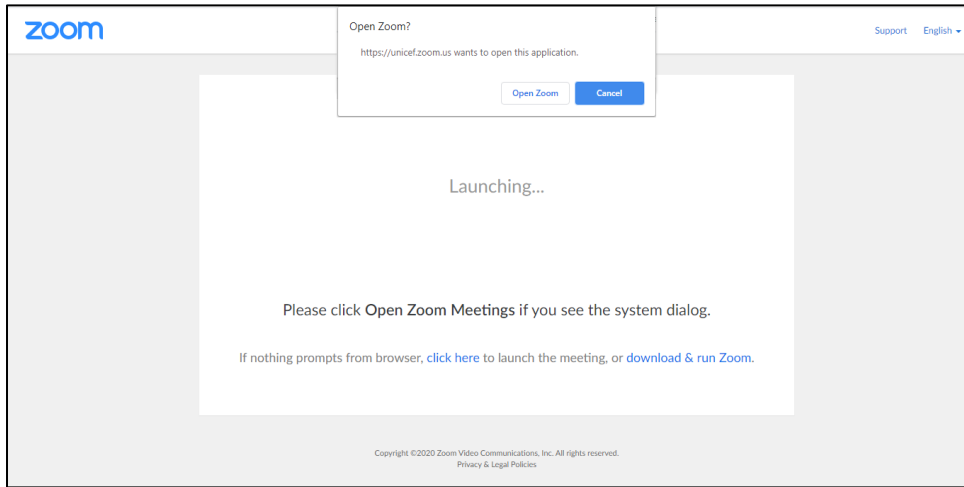 zoom
Support English
Open Zoom?
https://unicef.zoom.us wants to open this application.
Open Zoom Cancel
Launching...
Please click Open Zoom Meetings if you see the system dialog.
If nothing prompts from browser, click here to launch the meeting, or download & run Zoom.
Copyright ©2020 Zoom Video Communications, Inc. All rights reserved.
Privacy & Legal Policies